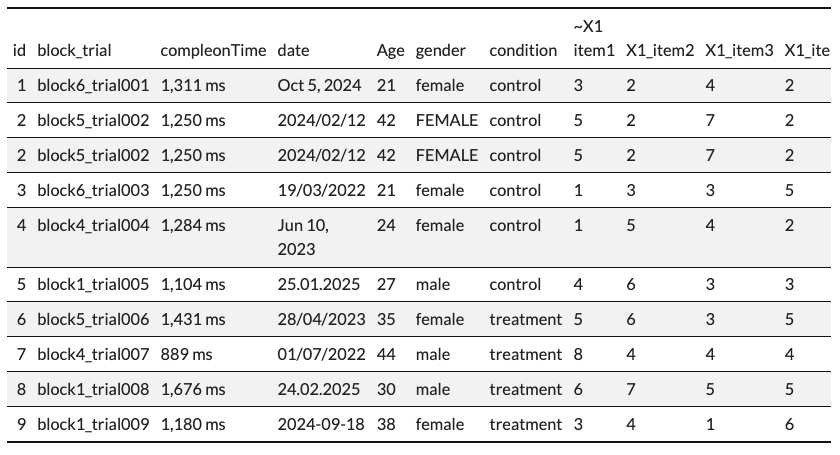 ~X1
id block_trial compleonTime date Age gender condition item1 X1_item2 X1_item3 X1_ite
1 block6_trial001 1,311 ms Oct 5, 2024 21 female control 3 2 4 2
2 block5_trial002 1,250 ms 2024/02/12 42 FEMALE control 5 2 7 2
2 block5_trial002 1,250 ms 2024/02/12 42 FEMALE control 5 2 7 2
3 block6_trial003 1,250 ms 19/03/2022 21 female control 1 3 3 5
4 block4_trial004 1,284 ms Jun 10, 24 female control 1 5 4 2
2023
5 block1_trial005 1,104 ms 25.01.2025 27 male control 4 6 3 3
6 block5_trial006 1,431 ms 28/04/2023 35 female treatment 5 6 3 5
7 block4_trial007 889 ms 01/07/2022 44 male treatment 8 4 4 4
8 block1_trial008 1,676 ms 24.02.2025 30 male treatment 6 7 5 5
9 block1_trial009 1,180 ms 2024-09-18 38 female treatment 3 4 1 6